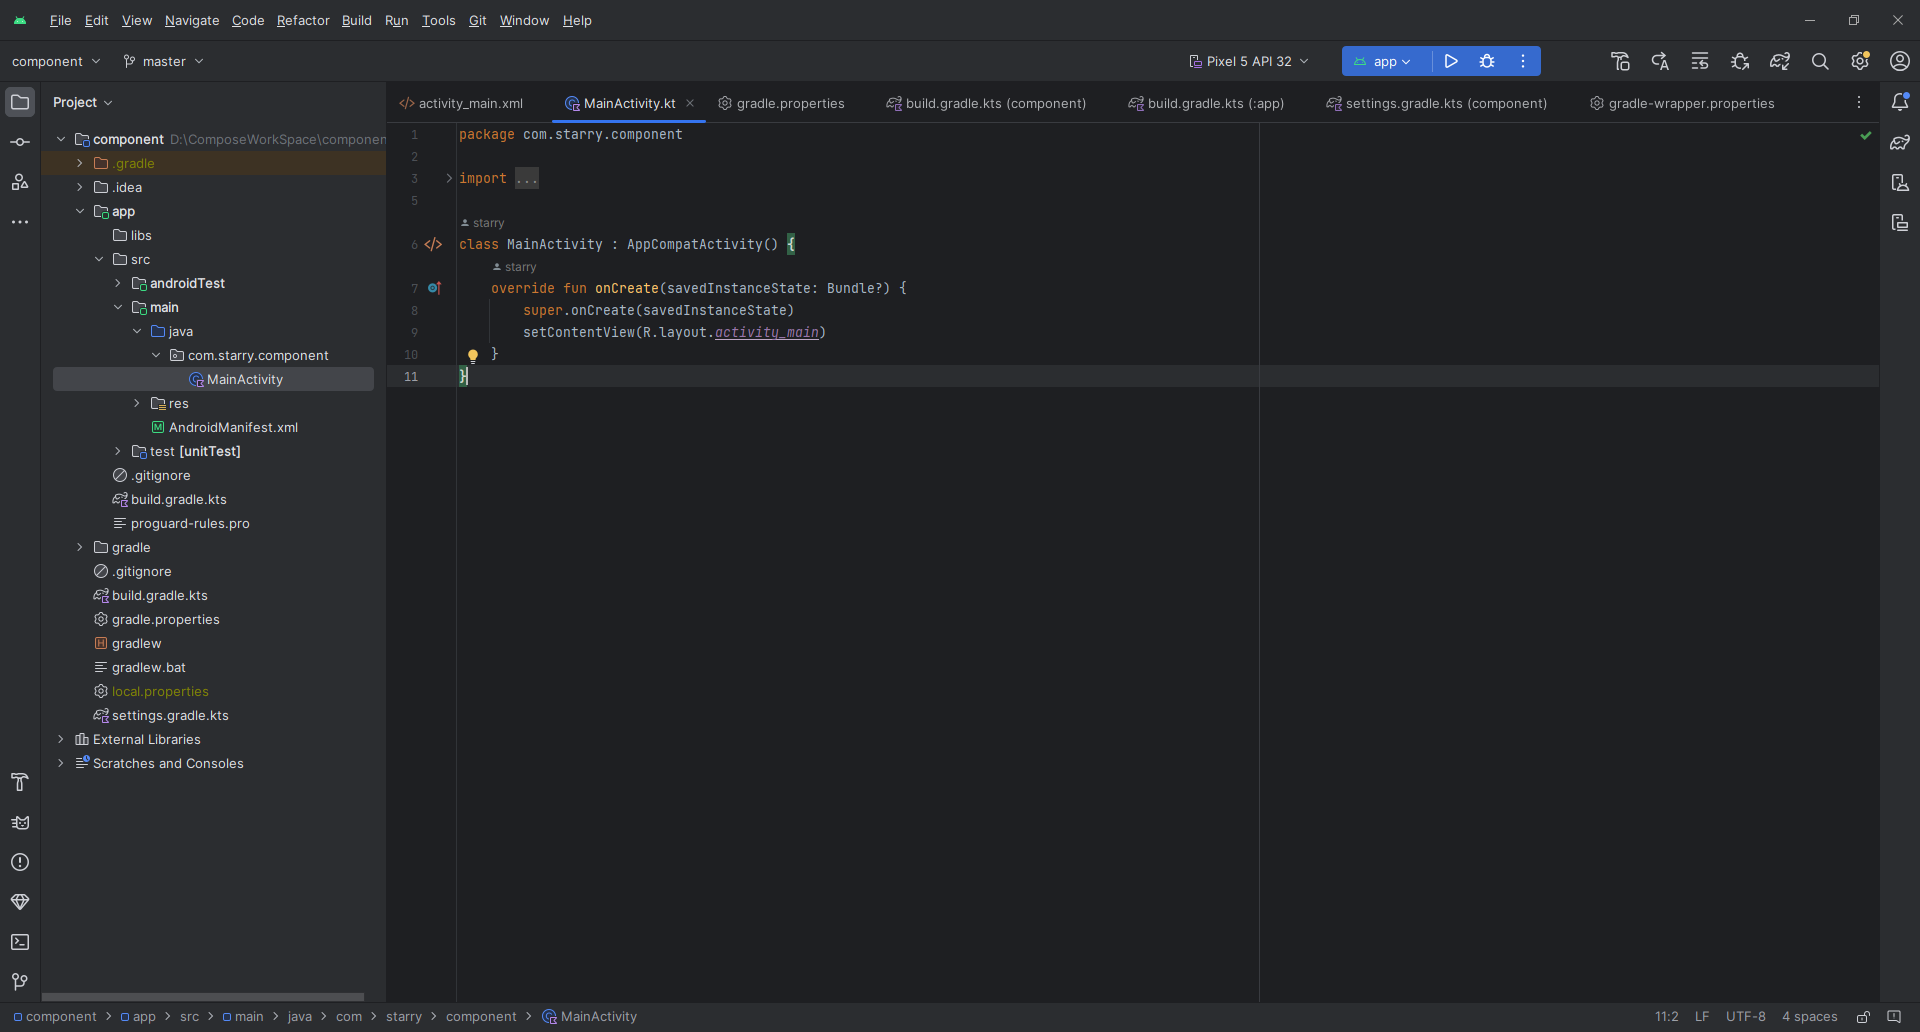 File Edit View Navigate Code Refactor Build Run Tools Git Window Help
component master Pixel 5 API 32 app
Project
activity_main.xml MainActivity.kt gradle.properties build.gradle.kts (component) build.gradle.kts (:app) settings.gradle.kts (component) gradle-wrapper.properties
component D:\ComposeWorkSpace\componen
.gradle
.idea
app
libs
src
androidTest
main
java
com.starry.component
MainActivity
res
AndroidManifest.xml
test [unitTest]
.gitignore
build.gradle.kts
proguard-rules.pro
gradle
.gitignore
build.gradle.kts
gradle.properties
gradlew
gradlew.bat
local.properties
settings.gradle.kts
External Libraries
Scratches and Consoles
1 package com.starry.component
2
3 import ...
5
starry
6 class MainActivity : AppCompatActivity() {
starry
7 override fun onCreate(savedInstanceState: Bundle?) {
8 super.onCreate(savedInstanceState)
9 setContentView(R.layout.activity_main)
10 }
11 }
component app src main java com starry component MainActivity
11:2 LF UTF-8 4 spaces